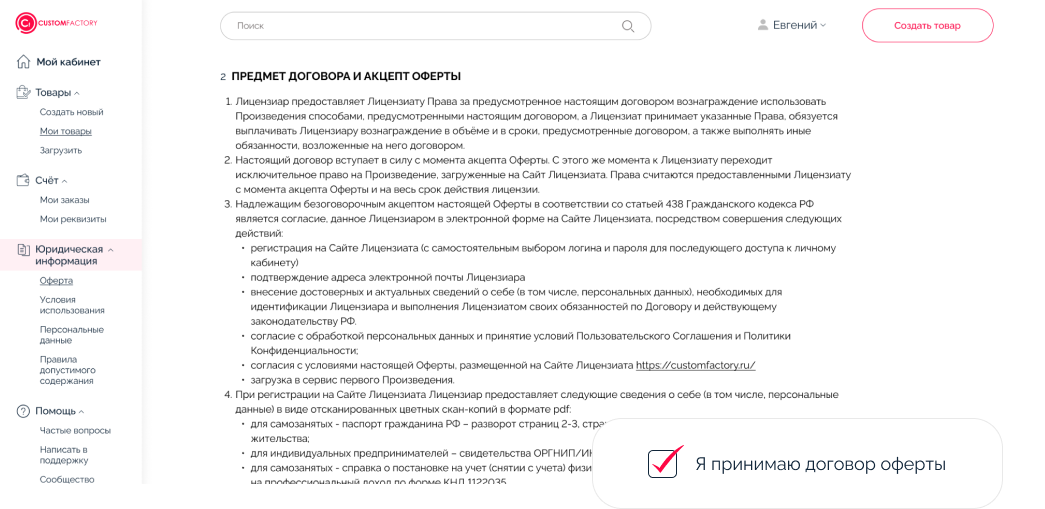 CUSTOMFACTORY
Поиск
Евгений
Создать товар
Мой кабинет
Товары
Создать новый
Мои товары
Загрузить
Счёт
Мои заказы
Мои реквизиты
Юридическая
информация
Оферта
Условия
использования
Персональные
данные
Правила
допустимого
содержания
Помощь
Частые вопросы
Написать в
поддержку
Сообщество
2 ПРЕДМЕТ ДОГОВОРА И АКЦЕПТ ОФЕРТЫ
1. Лицензиар предоставляет Лицензиату Права за предусмотренное настоящим договором вознаграждение использовать
Произведения способами, предусмотренными настоящим договором, а Лицензиат принимает указанные Права, обязуется
выплачивать Лицензиару вознаграждение в объёме и в сроки, предусмотренные договором, а также выполнять иные
обязанности, возложенные на него договором.
2. Настоящий договор вступает в силу с момента акцепта Оферты. С этого же момента к Лицензиату переходит
исключительное право на Произведение, загруженные на Сайт Лицензиата. Права считаются предоставленными Лицензиату
с момента акцепта Оферты и на весь срок действия лицензии.
3. Надлежащим безоговорочным акцептом настоящей Оферты в соответствии со статьей 438 Гражданского кодекса РФ
является согласие, данное Лицензиаром в электронной форме на Сайте Лицензиата, посредством совершения следующих
действий:
• регистрация на Сайте Лицензиата (с самостоятельным выбором логина и пароля для последующего доступа к личному
кабинету)
• подтверждение адреса электронной почты Лицензиара
• внесение достоверных и актуальных сведений о себе (в том числе, персональных данных), необходимых для
идентификации Лицензиара и выполнения Лицензиатом своих обязанностей по Договору и действующему
законодательству РФ.
• согласие с обработкой персональных данных и принятие условий Пользовательского Соглашения и Политики
Конфиденциальности;
• согласия с условиями настоящей Оферты, размещенной на Сайте Лицензиата https://customfactory.ru/
• загрузка в сервис первого Произведения.
4. При регистрации на Сайте Лицензиата Лицензиар предоставляет следующие сведения о себе (в том числе, персональные
данные) в виде отсканированных цветных скан-копий в формате pdf:
• для самозанятых - паспорт гражданина РФ – разворот страниц 2-3, стра
жительства;
• для индивидуальных предпринимателей – свидетельства ОРГНИП/ИН
• для самозанятых - справка о постановке на учет (снятии с учета) физи
на профессиональный доход по форме КНД 1122035
Я принимаю договор оферты